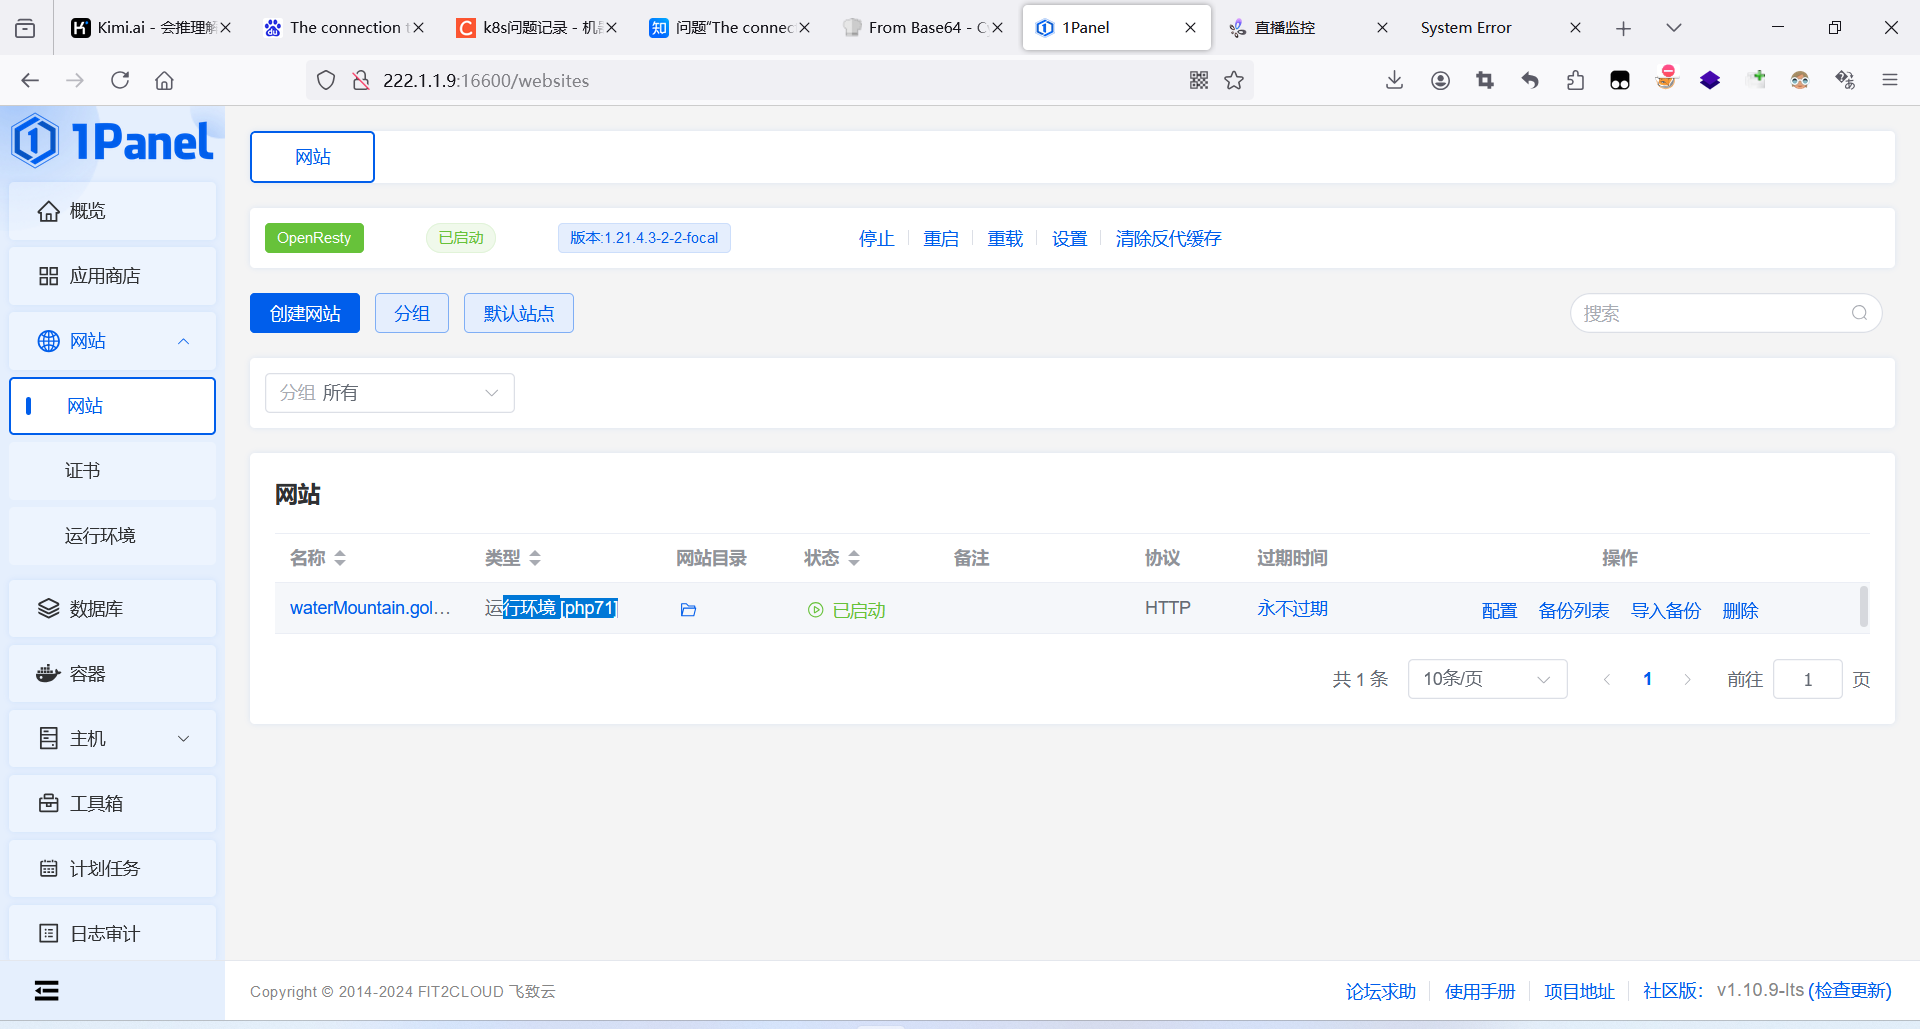 Kimi.ai - 会推理解
The connection t
k8s问题记录 - 机器
知 问题“The connec
From Base64 - Cy
1Panel
直播监控
System Error
222.1.1.9:16600/websites
1Panel
概览
应用商店
网站
网站
证书
运行环境
数据库
容器
主机
工具箱
计划任务
日志审计
网站
OpenResty
已启动
版本:1.21.4.3-2-2-focal
停止
重启
重载
设置
清除反代缓存
创建网站
分组
默认站点
搜索
分组 所有
网站
名称 类型 网站目录 状态 备注 协议 过期时间 操作
waterMountain.gol... 运行环境 [php71] 已启动 HTTP 永不过期 配置 备份列表 导入备份 删除
共 1 条 10条/页 1 前往 1 页
Copyright © 2014-2024 FIT2CLOUD 飞致云
论坛求助 使用手册 项目地址 社区版: v1.10.9-lts (检查更新)